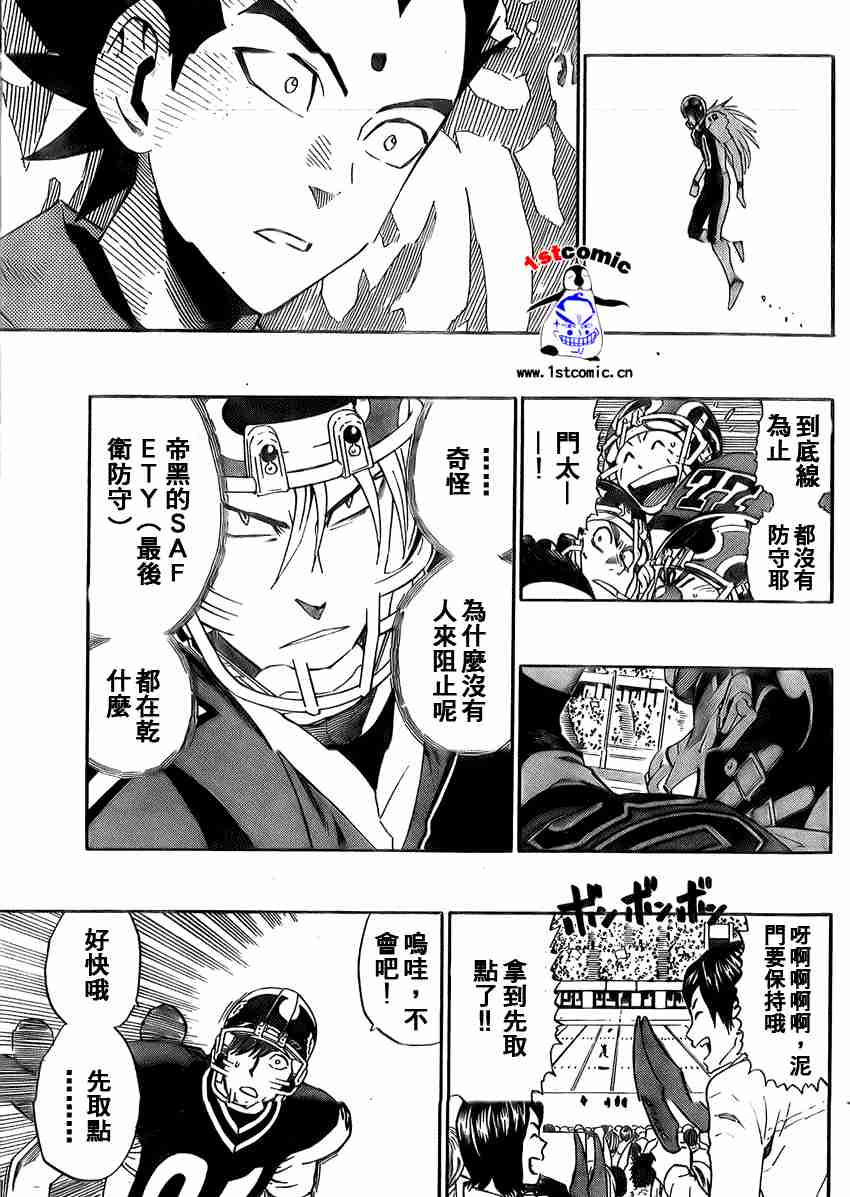 1stcomic
www.1stcomic.cn
到底線
為止
都沒有
防守耶
門太—
—！
77
……
奇怪
為什麼沒有
人來阻止呢
帝黑的SAF
ETY（最後
衛防守）
都在乾
什麼
ボンボンボン
呀啊啊啊啊，泥
門要保持哦
拿到先取
點了!!
嗚哇，不
會吧！
好快哦
……
先取點